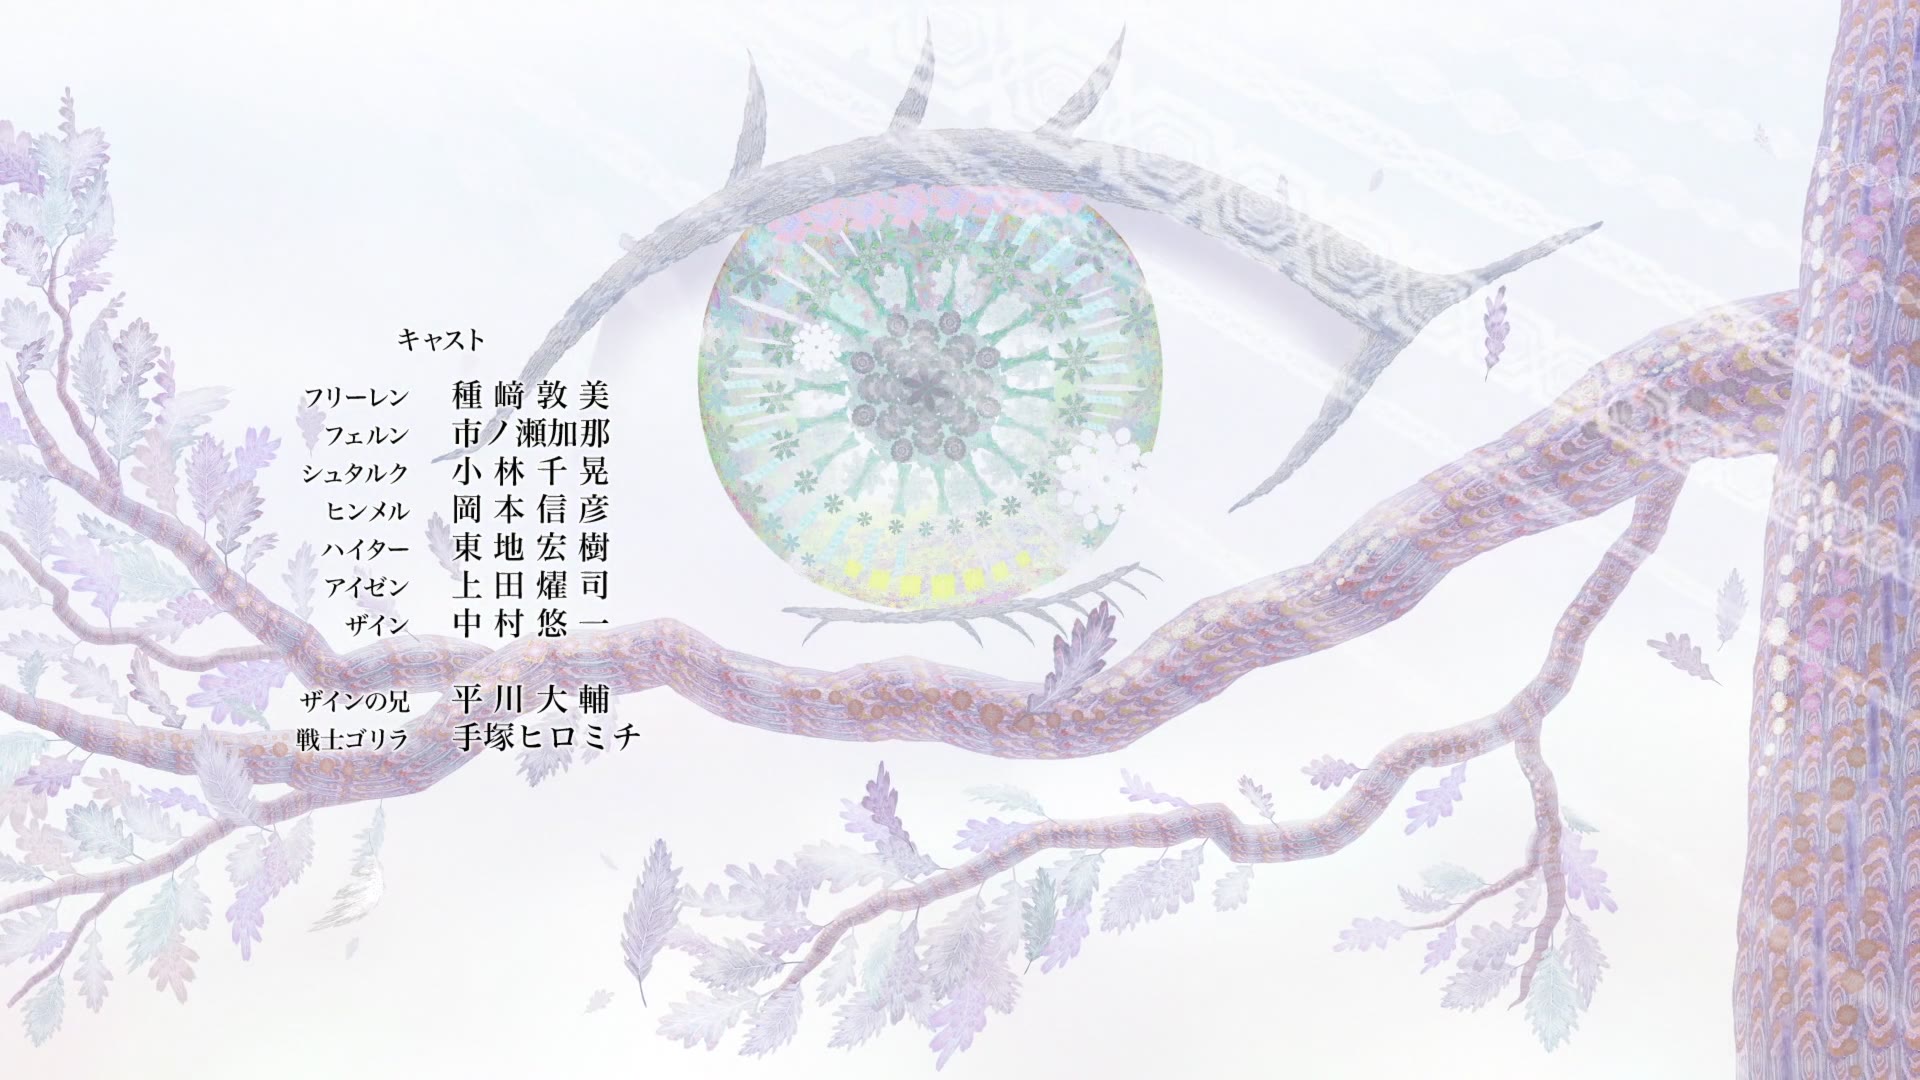 キャスト
フリーレン 種﨑敦美
フェルン 市ノ瀬加那
シュタルク 小林千晃
ヒンメル 岡本信彦
ハイター 東地宏樹
アイゼン 上田燿司
ザイン 中村悠一
ザインの兄 平川大輔
戦士ゴリラ 手塚ヒロミチ